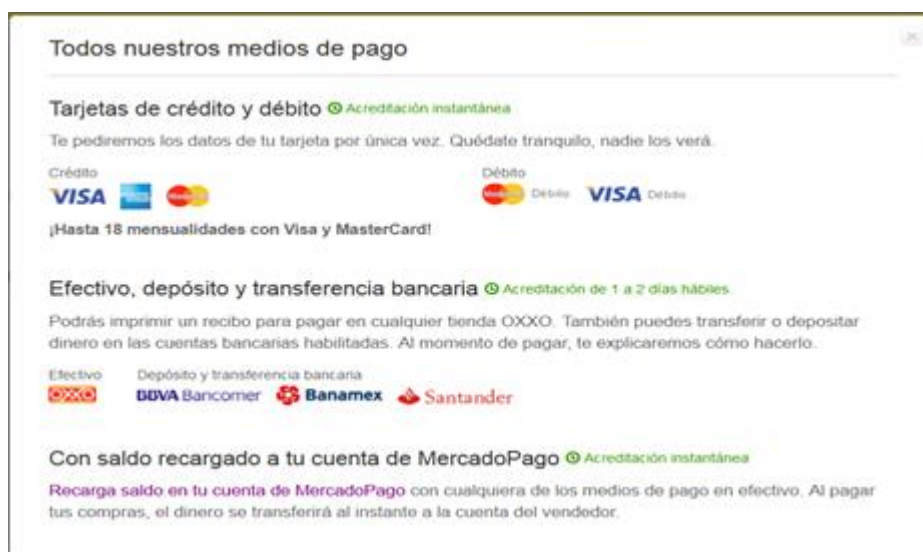 Todos nuestros medios de pago
Tarjetas de crédito y débito Acreditación instantánea
Te pediremos los datos de tu tarjeta por única vez. Quédate tranquilo, nadie los verá.
Crédito Débito
VISA MasterCard MasterCard Débito VISA Débito
¡Hasta 18 mensualidades con Visa y MasterCard!
Efectivo, depósito y transferencia bancaria Acreditación de 1 a 2 días hábiles
Podrás imprimir un recibo para pagar en cualquier tienda OXXO. También puedes transferir o depositar
dinero en las cuentas bancarias habilitadas. Al momento de pagar, te explicaremos cómo hacerlo.
Efectivo Depósito y transferencia bancaria
OXXO BBVA Bancomer Banamex Santander
Con saldo recargado a tu cuenta de MercadoPago Acreditación instantánea
Recarga saldo en tu cuenta de MercadoPago con cualquiera de los medios de pago en efectivo. Al pagar
tus compras, el dinero se transferirá al instante a la cuenta del vendedor.